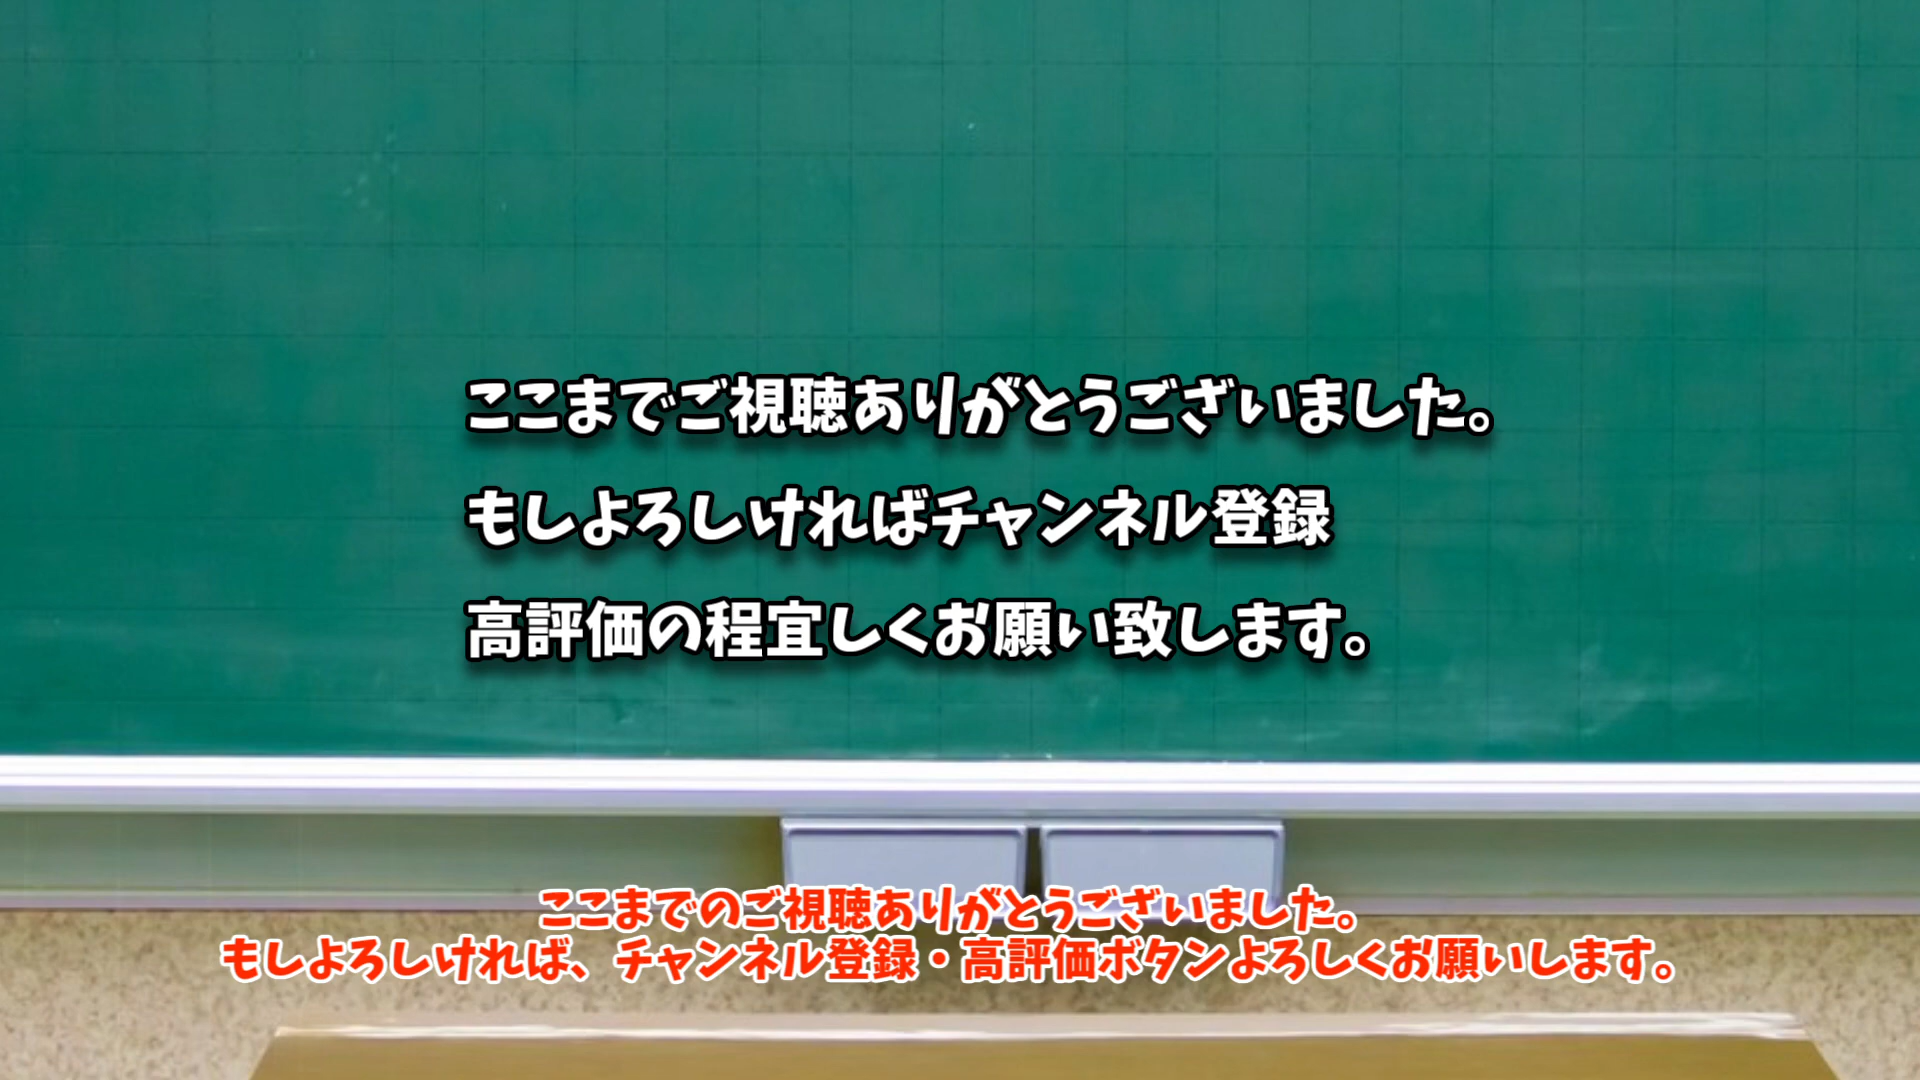 ここまでご視聴ありがとうございました。
もしよろしければチャンネル登録
高評価の程宜しくお願い致します。
ここまでのご視聴ありがとうございました。
もしよろしければ、チャンネル登録・高評価ボタンよろしくお願いします。